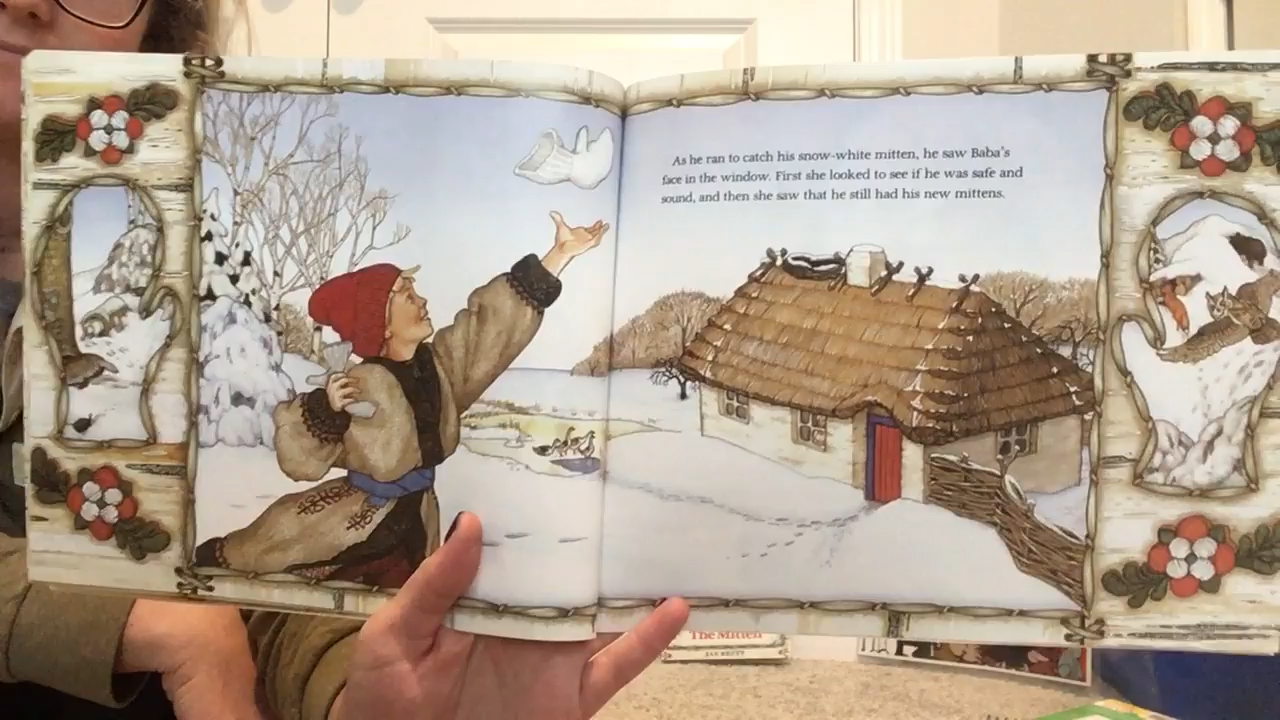 As he ran to catch his snow-white mitten, he saw Baba's
face in the window. First she looked to see if he was safe and
sound, and then she saw that he still had his new mittens.
The Mitten
JAN BRETT